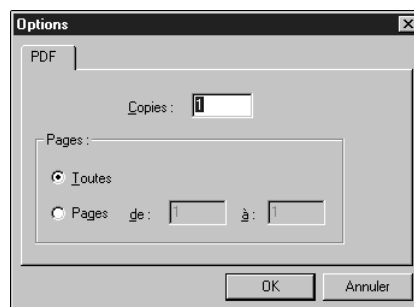 Options
PDF
Copies : 1
Pages :
Toutes
Pages de : 1 à : 1
OK Annuler